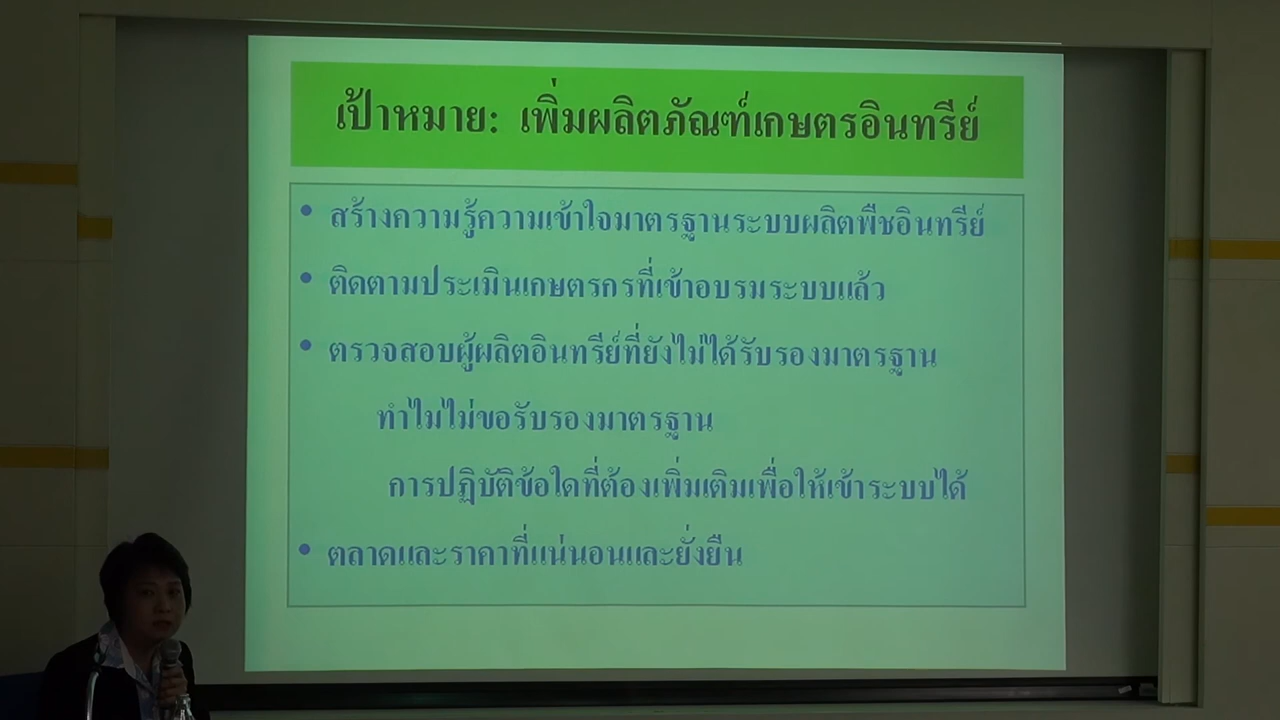 เป้าหมาย: เพิ่มผลิตภัณฑ์เกษตรอินทรีย์
• สร้างความรู้ความเข้าใจมาตรฐานระบบผลิตพืชอินทรีย์
• ติดตามประเมินเกษตรกรที่เข้าอบรมระบบแล้ว
• ตรวจสอบผู้ผลิตอินทรีย์ที่ยังไม่ได้รับรองมาตรฐาน
ทำไมไม่ขอรับรองมาตรฐาน
การปฏิบัติข้อใดที่ต้องเพิ่มเติมเพื่อให้เข้าระบบได้
• ตลาดและราคาที่แน่นอนและยั่งยืน